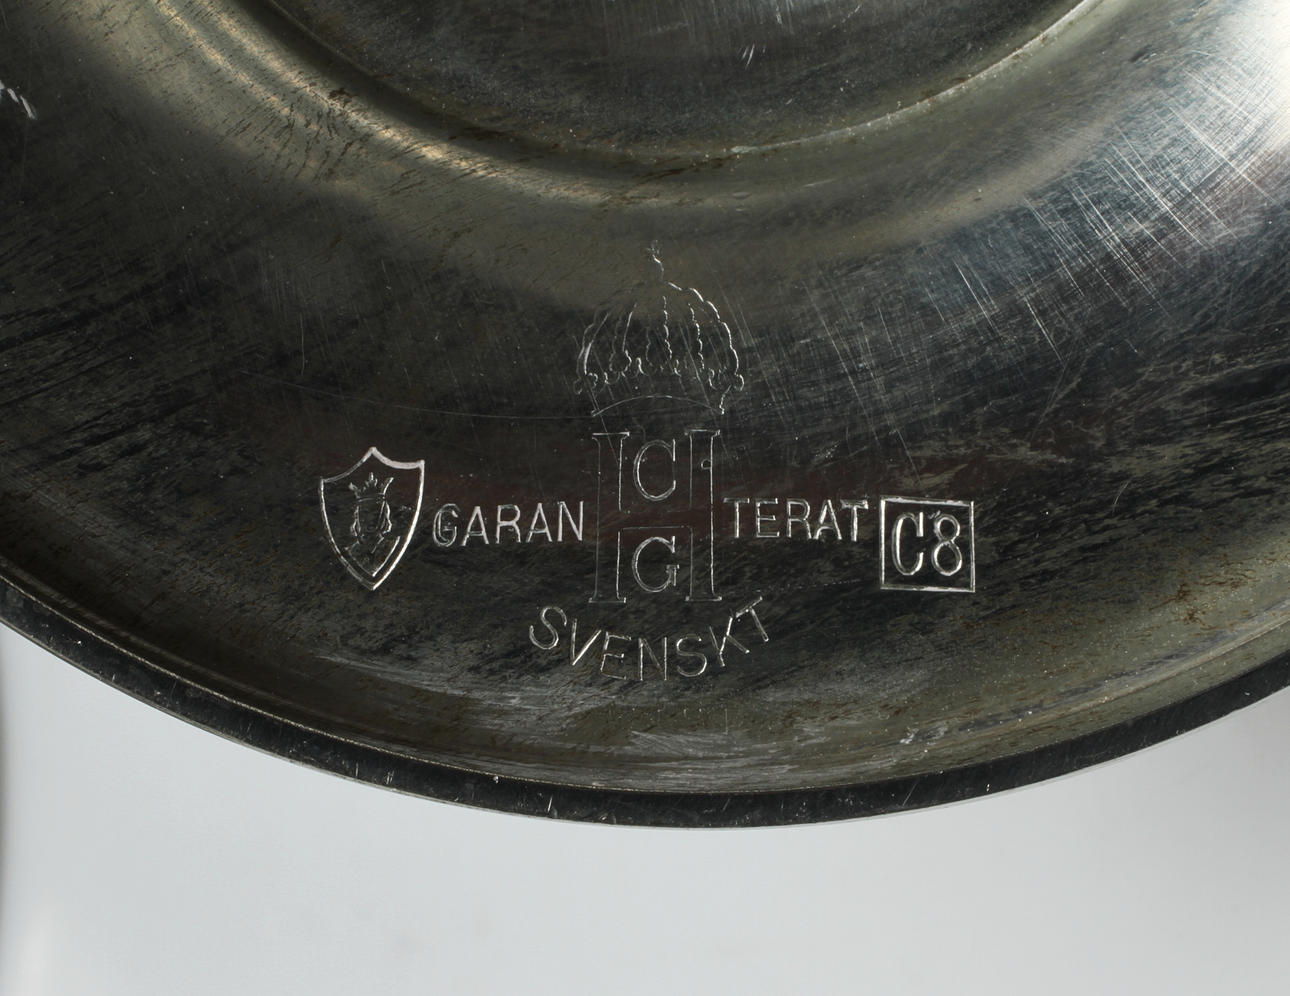 GARAN H TERAT C8
C
G
SVENSKT